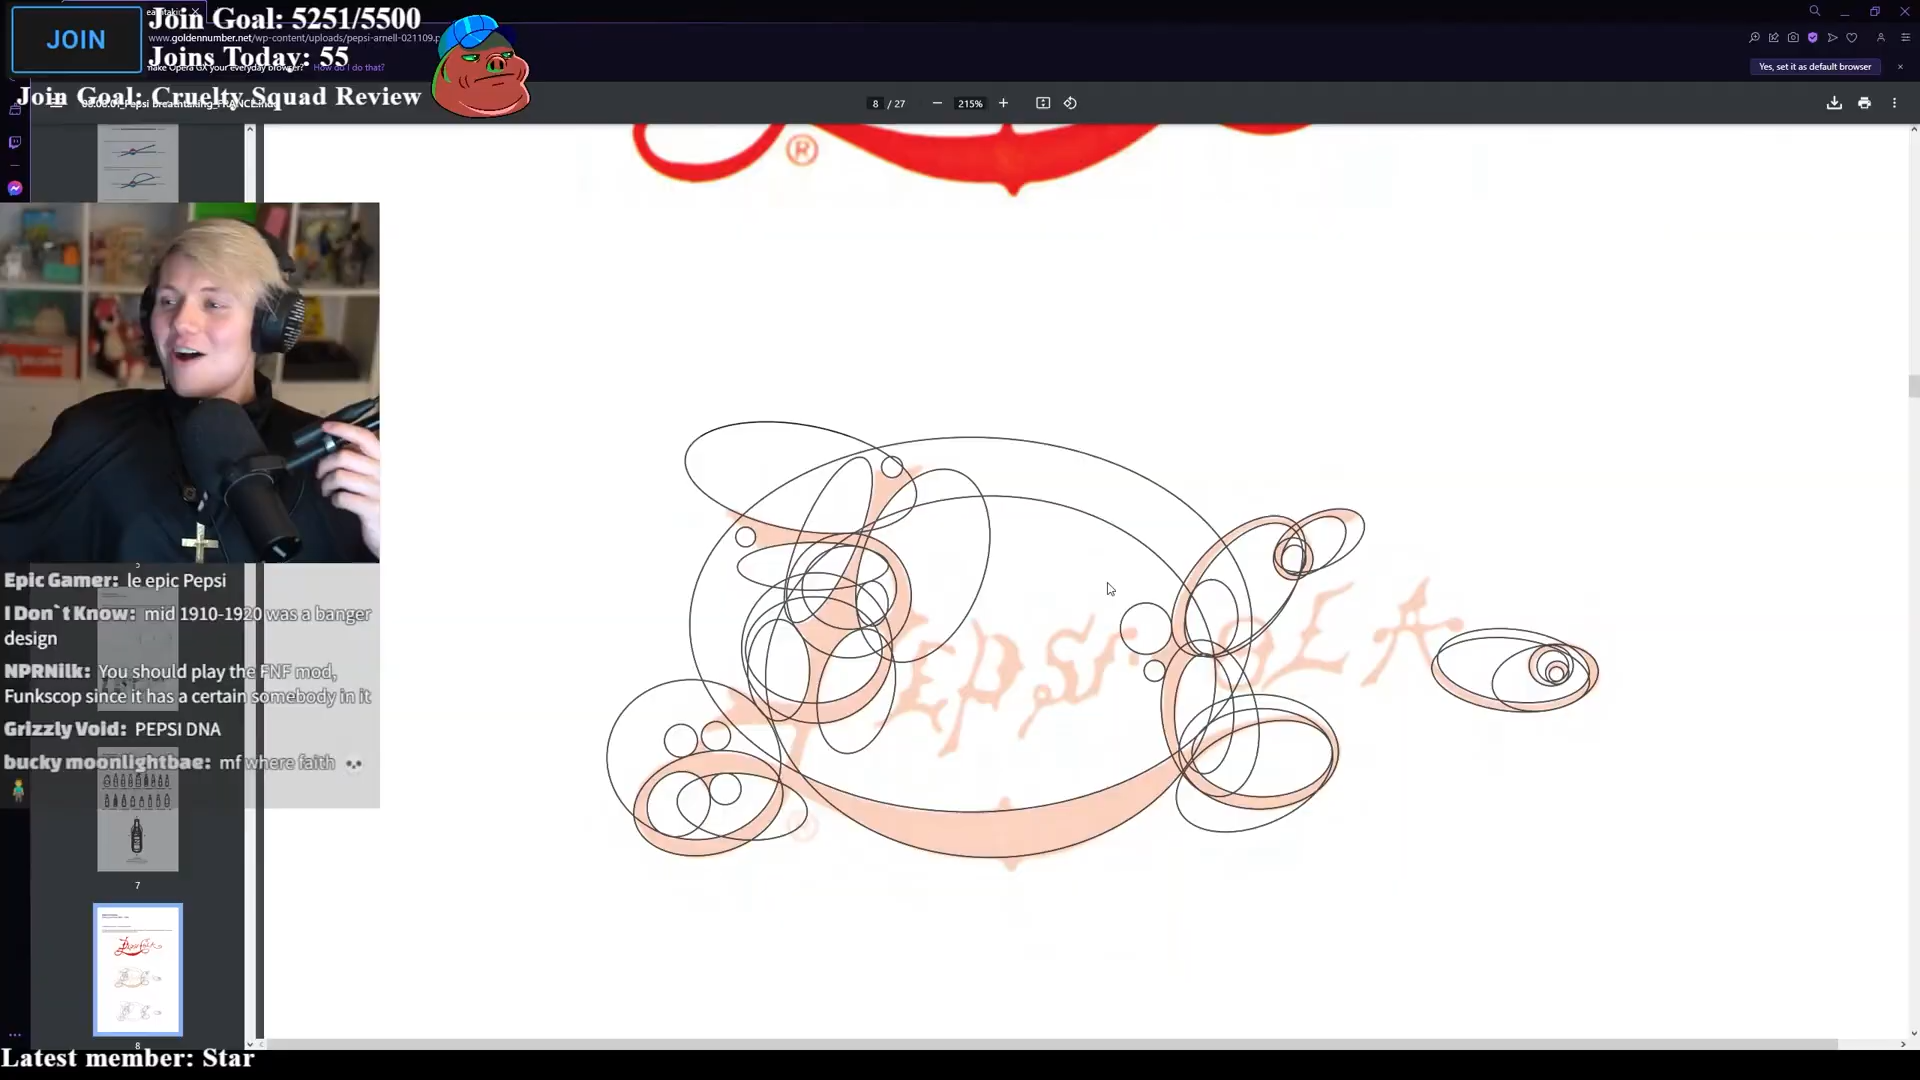 JOIN
Join Goal: 5251/5500
www.goldennumber.net/wp-content/uploads/pepsi-arnell-021109.p
Joins Today: 55
make Opera GX your everyday browser? How do I do that?
Yes, set it as default browser
Join Goal: Cruelty Squad Review
8 / 27
215%
®
PEPSI COLA
Epic Gamer: le epic Pepsi
I Don`t Know: mid 1910-1920 was a banger
design
NPRNilk: You should play the FNF mod,
Funkscop since it has a certain somebody in it
Grizzly Void: PEPSI DNA
bucky moonlightbae: mf where faith 💀
7
8
Latest member: Star